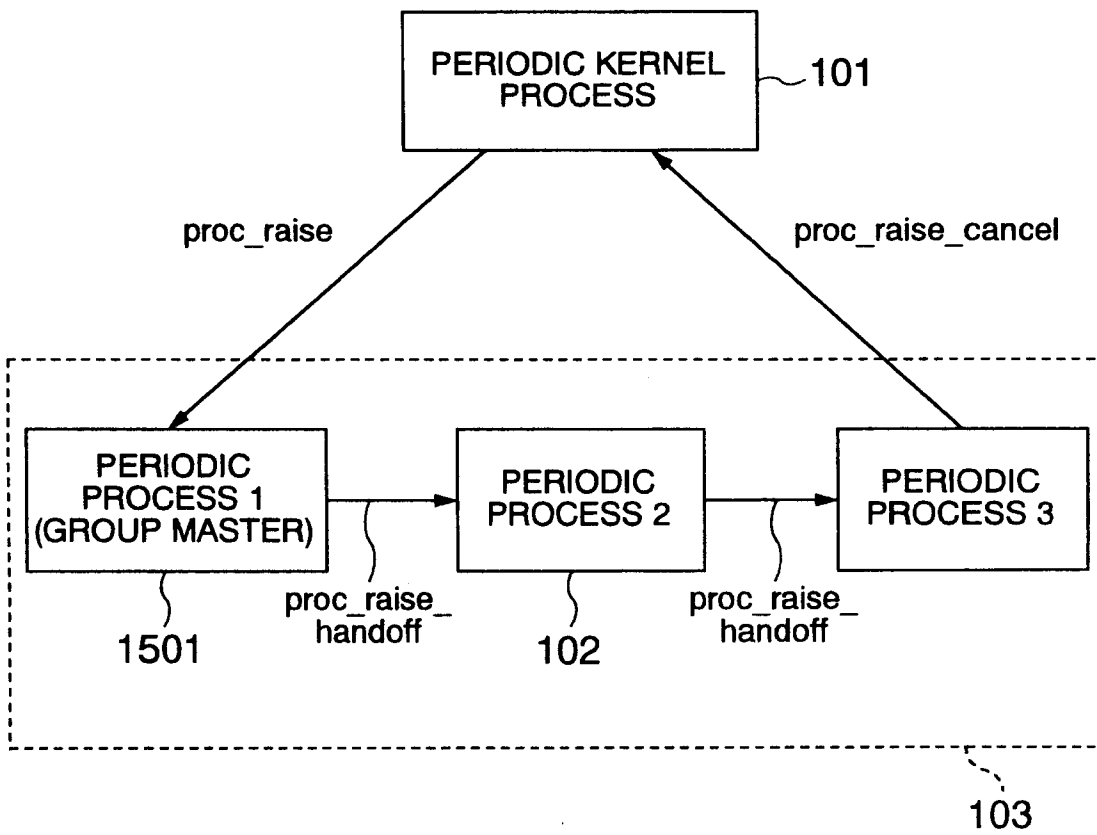 PERIODIC KERNEL
PROCESS
101
proc_raise
proc_raise_cancel
PERIODIC
PROCESS 1
(GROUP MASTER)
PERIODIC
PROCESS 2
PERIODIC
PROCESS 3
proc_raise_
handoff
proc_raise_
handoff
1501
102
103